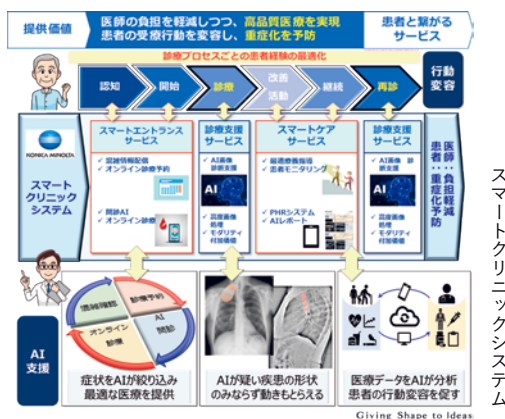 提供価値
医師の負担を軽減しつつ、高品質医療を実現
患者の受療行動を変容し、重症化を予防
患者と繋がる
サービス
診療プロセスごとの患者経験の最適化
認知
開始
診療
改善
活動
継続
再診
行動
変容
KONICA MINOLTA
スマート
クリニック
システム
スマートエントランス
サービス
✓ 混雑情報配信
✓ オンライン診療予約
✓ 問診AI
✓ オンライン診療
診療支援
サービス
✓ AI画像
診断支援
AI
✓ 高度画像
処理
✓ モダリティ
付加価値
スマートケア
サービス
✓ 最適療養指導
✓ 患者モニタリング
✓ PHRシステム
✓ AIレポート
診療支援
サービス
✓ AI画像 診
断支援
AI
✓ 高度画像
処理
✓ モダリティ
付加価値
医師:負担軽減
患者:重症化予防
AI
支援
混雑確認
診療予約
オンライン
診療
AI
問診
症状をAIが絞り込み
最適な医療を提供
AIが疑い疾患の形状
のみならず動きもとらえる
医療データをAIが分析
患者の行動変容を促す
Giving Shape to Ideas
スマートクリニックシステム